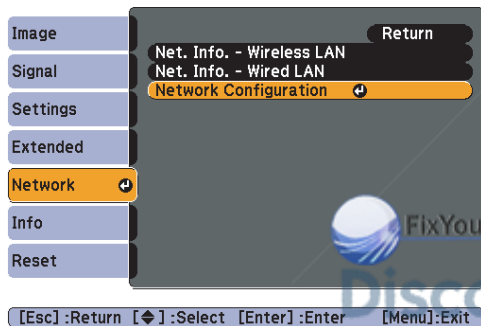 Image
Signal
Settings
Extended
Network
Info
Reset
Return
Net. Info. - Wireless LAN
Net. Info. - Wired LAN
Network Configuration
FixYou
Disc
[Esc] :Return [◆] :Select [Enter] :Enter [Menu]:Exit